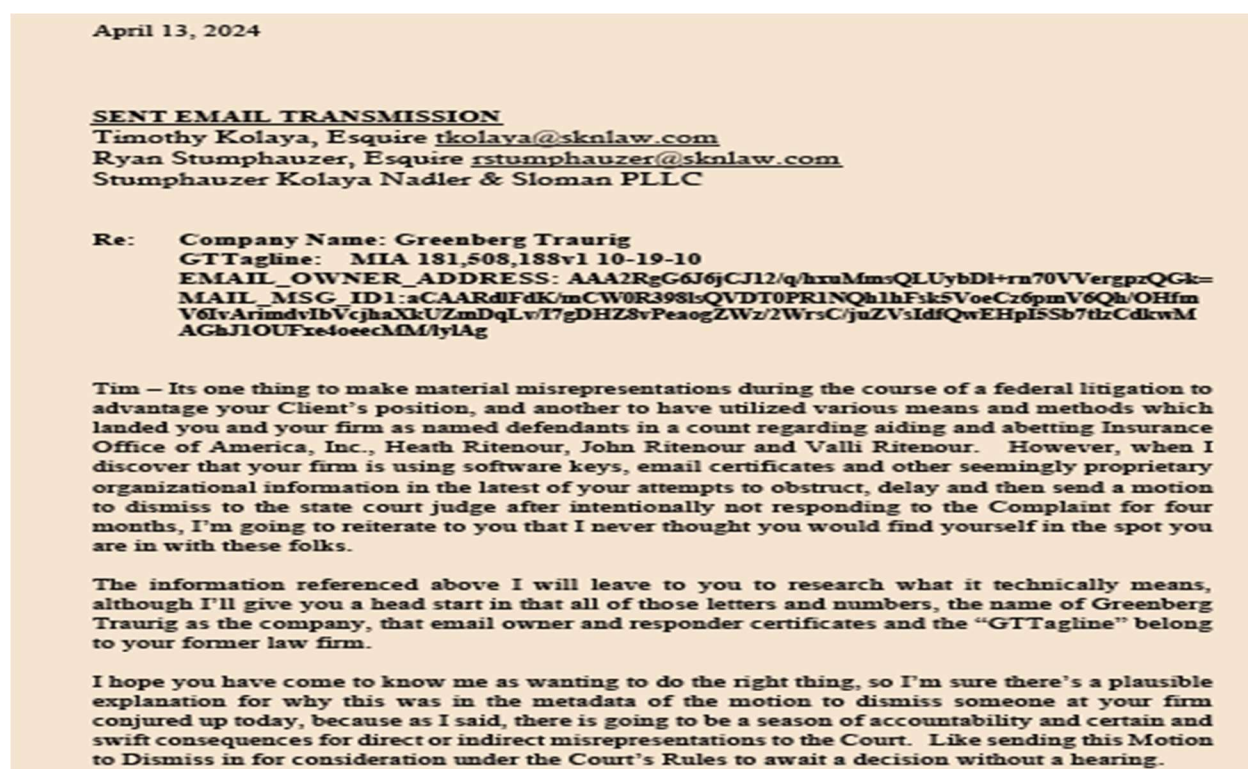 April 13, 2024
SENT EMAIL TRANSMISSION
Timothy Kolaya, Esquire tkolaya@sknlaw.com
Ryan Stumphauzer, Esquire rstumphauzer@sknlaw.com
Stumphauzer Kolaya Nadler & Sloman PLLC
Re: Company Name: Greenberg Traurig
GTTagline: MIA 181,508,188v1 10-19-10
EMAIL_OWNER_ADDRESS:
MAIL_MSG_ID1:
Tim – Its one thing to make material misrepresentations during the course of a federal litigation to
advantage your Client's position, and another to have utilized various means and methods which
landed you and your firm as named defendants in a count regarding aiding and abetting Insurance
Office of America, Inc., Heath Ritenour, John Ritenour and Valli Ritenour. However, when I
discover that your firm is using software keys, email certificates and other seemingly proprietary
organizational information in the latest of your attempts to obstruct, delay and then send a motion
to dismiss to the state court judge after intentionally not responding to the Complaint for four
months, I'm going to reiterate to you that I never thought you would find yourself in the spot you
are in with these folks.
The information referenced above I will leave to you to research what it technically means,
although I'll give you a head start in that all of those letters and numbers, the name of Greenberg
Traurig as the company, that email owner and responder certificates and the "GTTagline" belong
to your former law firm.
I hope you have come to know me as wanting to do the right thing, so I'm sure there's a plausible
explanation for why this was in the metadata of the motion to dismiss someone at your firm
conjured up today, because as I said, there is going to be a season of accountability and certain and
swift consequences for direct or indirect misrepresentations to the Court. Like sending this Motion
to Dismiss in for consideration under the Court's Rules to await a decision without a hearing.